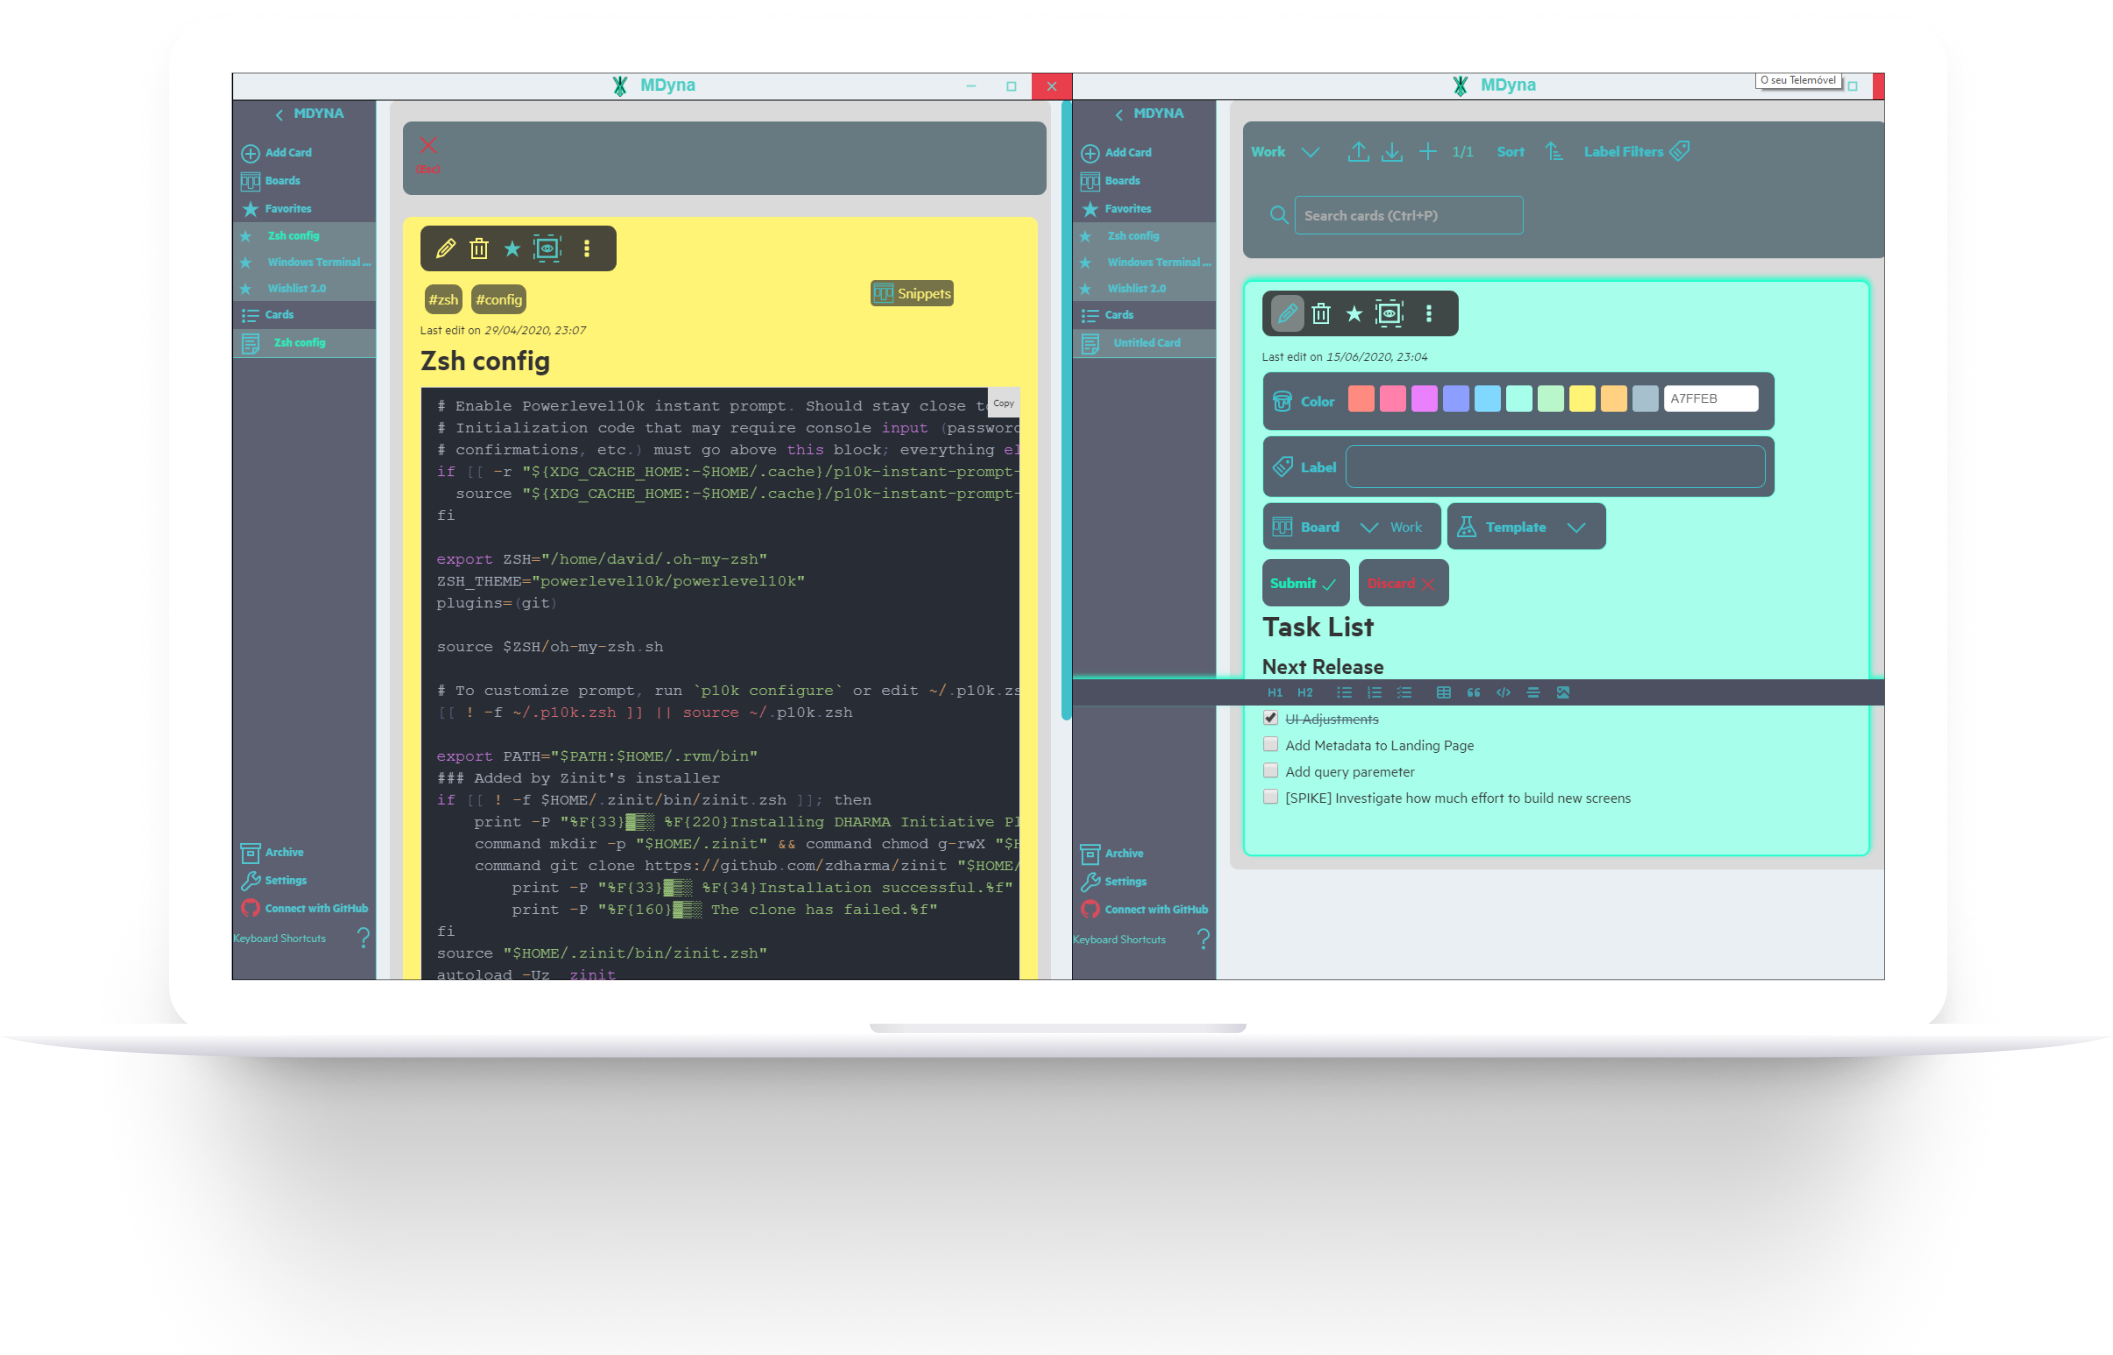 MDyna
MDYNA
Add Card
Boards
Favorites
Zsh config
Windows Terminal ...
Wishlist 2.0
Cards
Zsh config
Archive
Settings
Connect with GitHub
Keyboard Shortcuts
(Esc)
#zsh #config
Snippets
Last edit on 29/04/2020, 23:07
Zsh config
Copy
# Enable Powerlevel10k instant prompt. Should stay close t
# Initialization code that may require console input (password
# confirmations, etc.) must go above this block; everything el
if [[ -r "${XDG_CACHE_HOME:-$HOME/.cache}/p10k-instant-prompt-
source "${XDG_CACHE_HOME:-$HOME/.cache}/p10k-instant-prompt-
fi
export ZSH="/home/david/.oh-my-zsh"
ZSH_THEME="powerlevel10k/powerlevel10k"
plugins=(git)
source $ZSH/oh-my-zsh.sh
# To customize prompt, run `p10k configure` or edit ~/.p10k.zs
[[ ! -f ~/.p10k.zsh ]] || source ~/.p10k.zsh
export PATH="$PATH:$HOME/.rvm/bin"
### Added by Zinit's installer
if [[ ! -f $HOME/.zinit/bin/zinit.zsh ]]; then
print -P "%F{33}▓▒░ %F{220}Installing DHARMA Initiative Pl
command mkdir -p "$HOME/.zinit" && command chmod g-rwX "$H
command git clone https://github.com/zdharma/zinit "$HOME/
print -P "%F{33}▓▒░ %F{34}Installation successful.%f"
print -P "%F{160}▓▒░ The clone has failed.%f"
fi
source "$HOME/.zinit/bin/zinit.zsh"
autoload -Uz _zinit
MDyna
O seu Telemóvel
MDYNA
Add Card
Boards
Favorites
Zsh config
Windows Terminal ...
Wishlist 2.0
Cards
Untitled Card
Archive
Settings
Connect with GitHub
Keyboard Shortcuts
Work 1/1 Sort Label Filters
Search cards (Ctrl+P)
Last edit on 15/06/2020, 23:04
Color A7FFEB
Label
Board Work Template
Submit Discard
Task List
Next Release
H1 H2
UI Adjustments
Add Metadata to Landing Page
Add query paremeter
[SPIKE] Investigate how much effort to build new screens